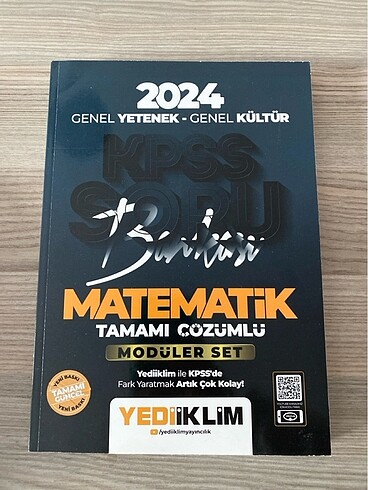 2024
GENEL YETENEK - GENEL KÜLTÜR
KPSS
SORU
Bankası
MATEMATİK
TAMAMI ÇÖZÜMLÜ
MODÜLER SET
Yediiklim ile KPSS'de
Fark Yaratmak Artık Çok Kolay!
YENİ BASKI
TAMAMI
GÜNCEL
YENİ BASKI
YEDİİKLİM
/yediiklimyayıncılık